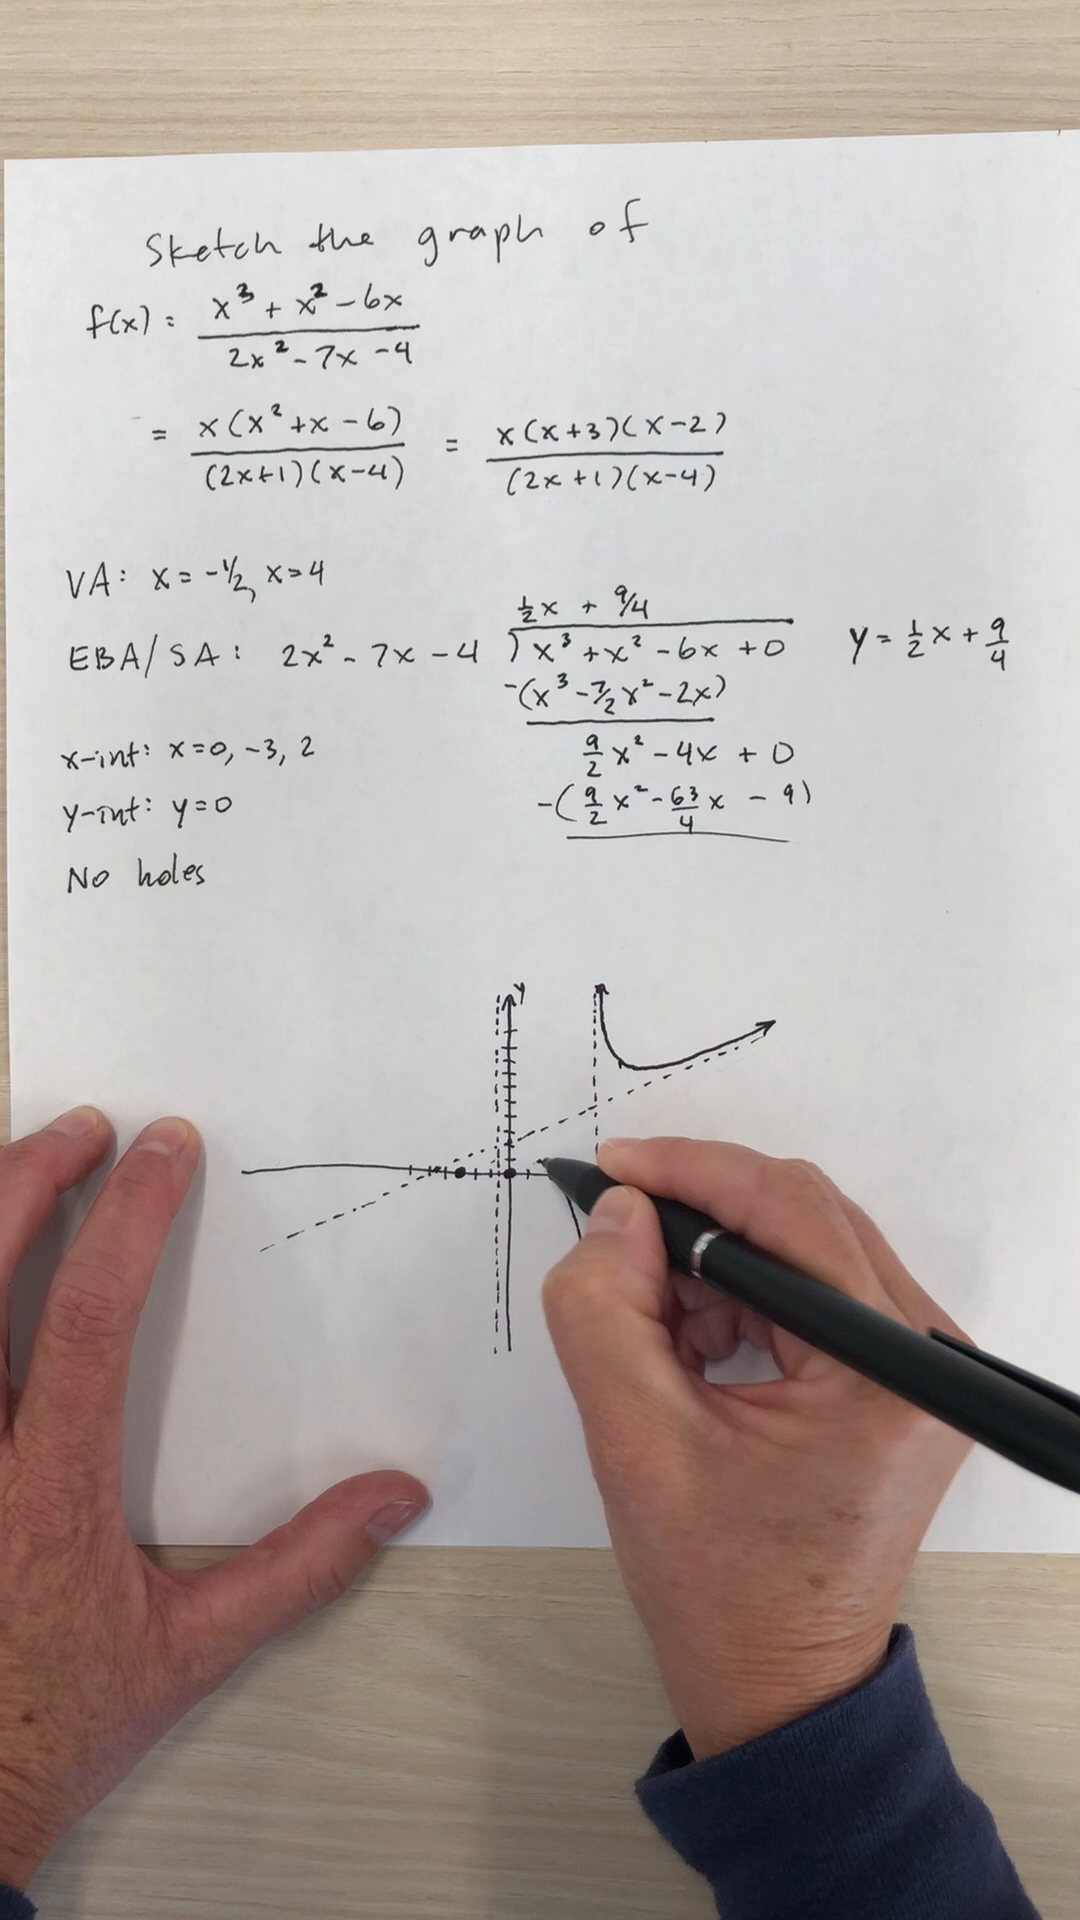 Sketch the graph of
f(x) = x³ + x² - 6x / 2x² - 7x - 4
= x(x² + x - 6) / (2x+1)(x-4) = x(x+3)(x-2) / (2x+1)(x-4)
VA: x = -1/2, x = 4
1/2x + 9/4
EBA/SA: 2x² - 7x - 4 ) x³ + x² - 6x + 0 y = 1/2x + 9/4
-(x³ - 7/2x² - 2x)
x-int: x=0, -3, 2
9/2x² - 4x + 0
y-int: y=0
-(9/2x² - 63/4x - 9)
No holes
y